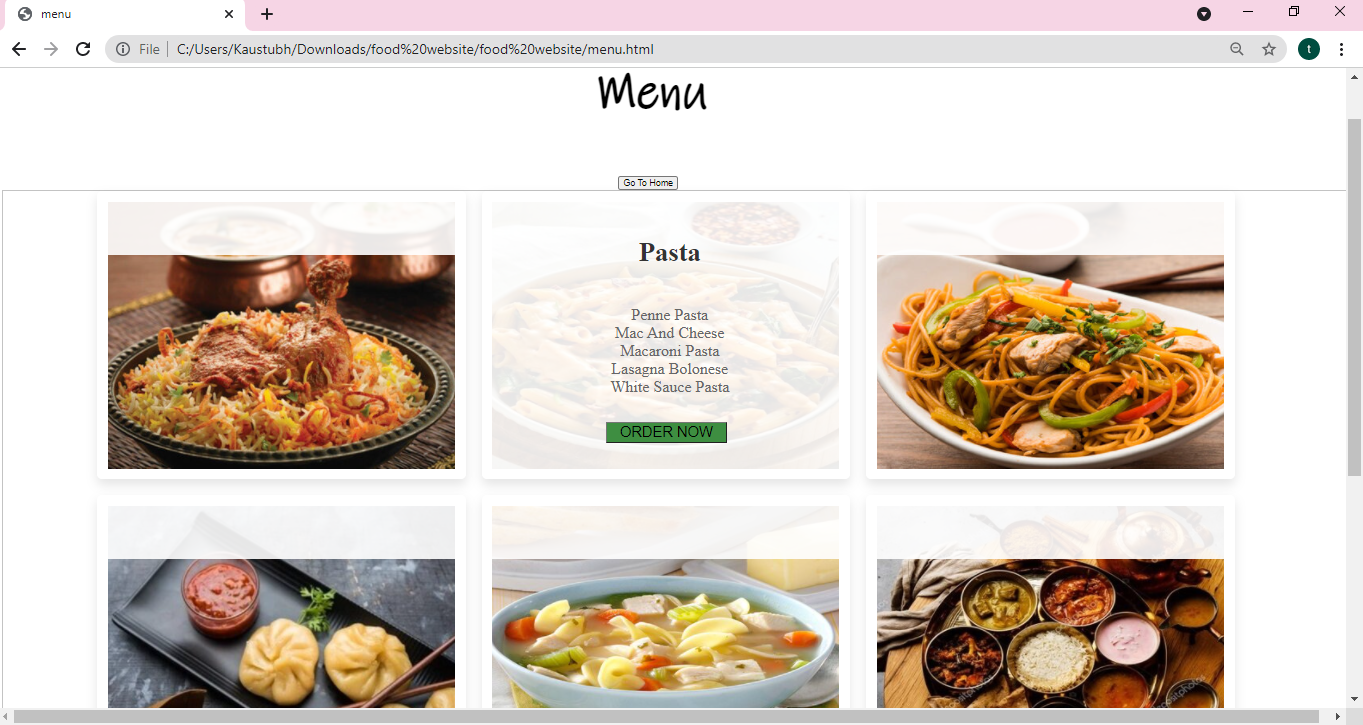 menu
File
C:/Users/Kaustubh/Downloads/food%20website/food%20website/menu.html
t
Menu
Go To Home
Pasta
Penne Pasta
Mac And Cheese
Macaroni Pasta
Lasagna Bolonese
White Sauce Pasta
ORDER NOW